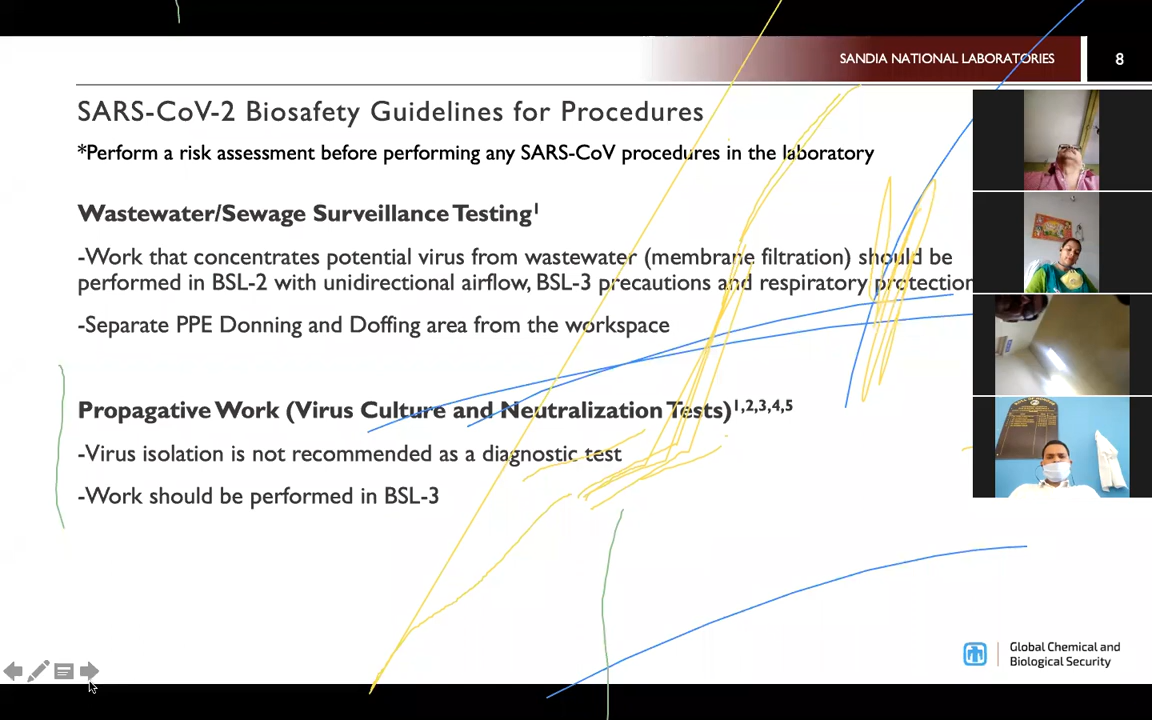 SANDIA NATIONAL LABORATORIES
8
SARS-CoV-2 Biosafety Guidelines for Procedures
*Perform a risk assessment before performing any SARS-CoV procedures in the laboratory
Wastewater/Sewage Surveillance Testing1
-Work that concentrates potential virus from wastewater (membrane filtration) should be
performed in BSL-2 with unidirectional airflow, BSL-3 precautions and respiratory protection
-Separate PPE Donning and Doffing area from the workspace
Propagative Work (Virus Culture and Neutralization Tests)1,2,3,4,5
-Virus isolation is not recommended as a diagnostic test
-Work should be performed in BSL-3
Global Chemical and
Biological Security